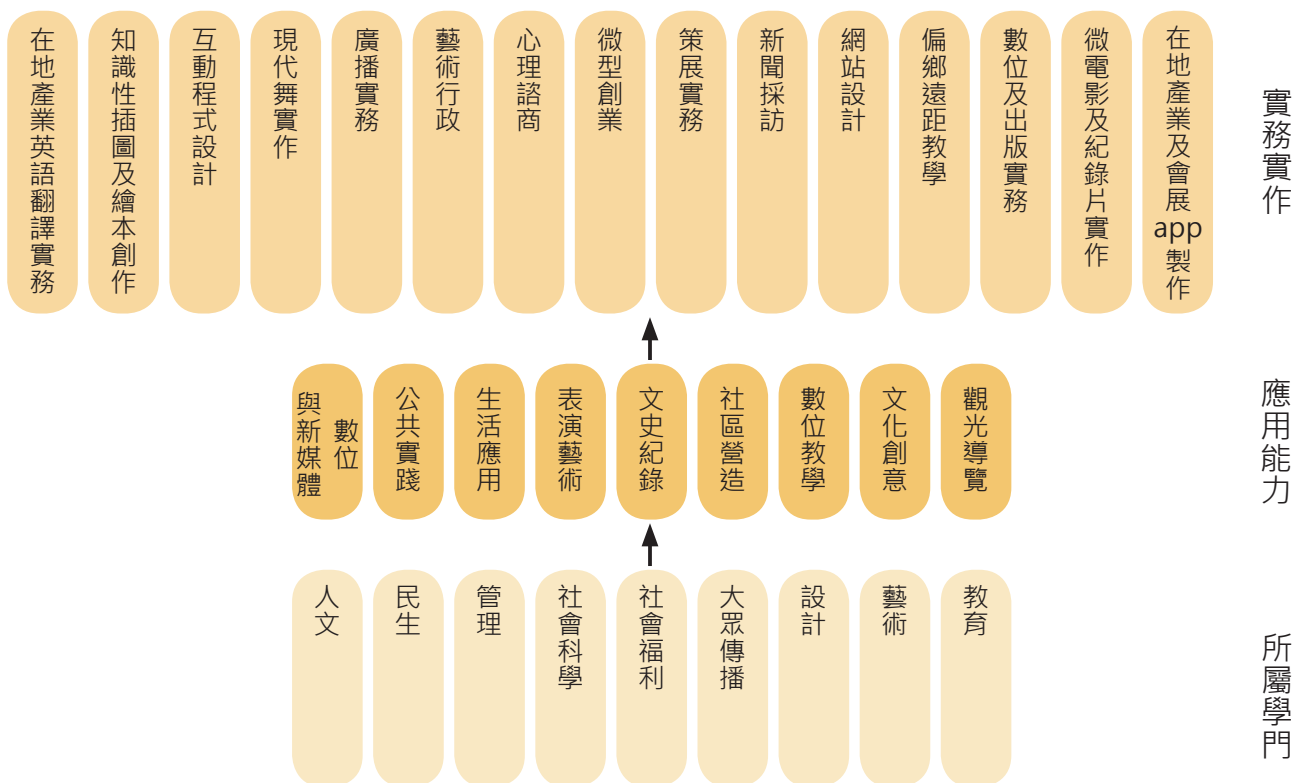 實務實作
在地產業及會展app製作
微電影及紀錄片實作
數位及出版實務
偏鄉遠距教學
網站設計
新聞採訪
策展實務
微型創業
心理諮商
藝術行政
廣播實務
現代舞實作
互動程式設計
知識性插圖及繪本創作
在地產業英語翻譯實務
應用能力
觀光導覽
文化創意
數位教學
社區營造
文史紀錄
表演藝術
生活應用
公共實踐
數位
與新媒體
所屬學門
教育
藝術
設計
大眾傳播
社會福利
社會科學
管理
民生
人文